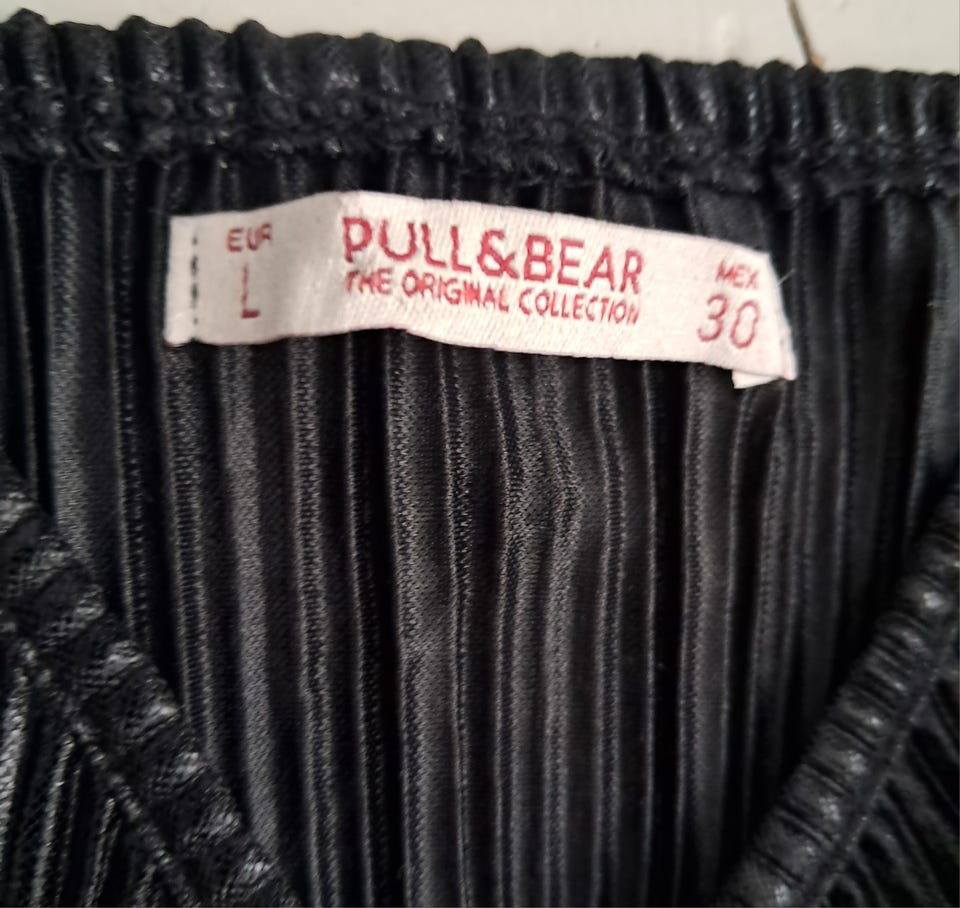 EUR
L
PULL&BEAR
THE ORIGINAL COLLECTION
MEX
30